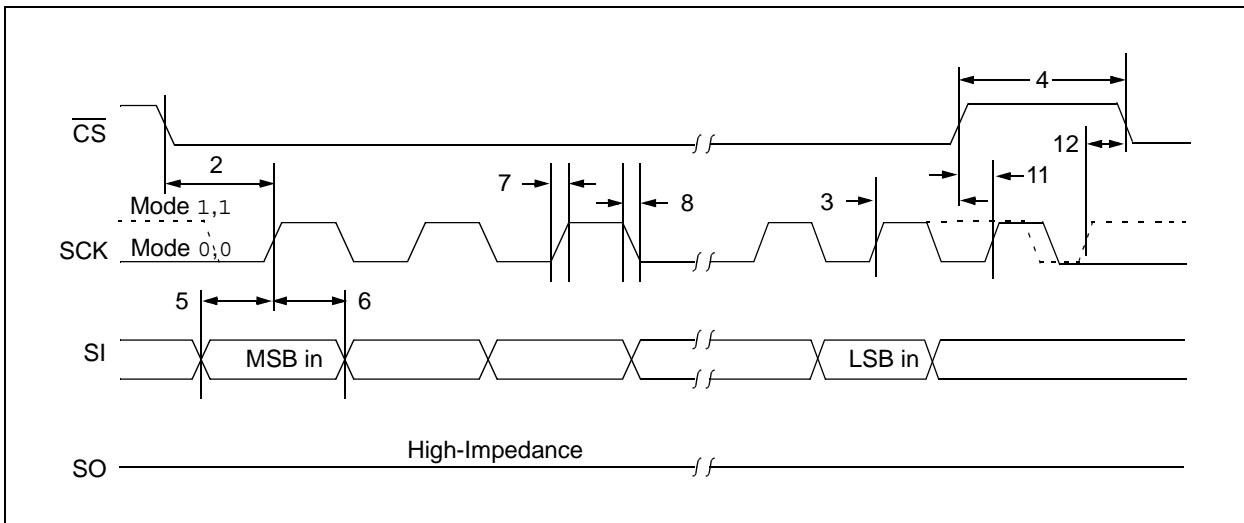 4
CS
12
2
7
11
8
3
Mode 1,1
SCK
Mode 0,0
5
6
SI
MSB in
LSB in
High-Impedance
SO